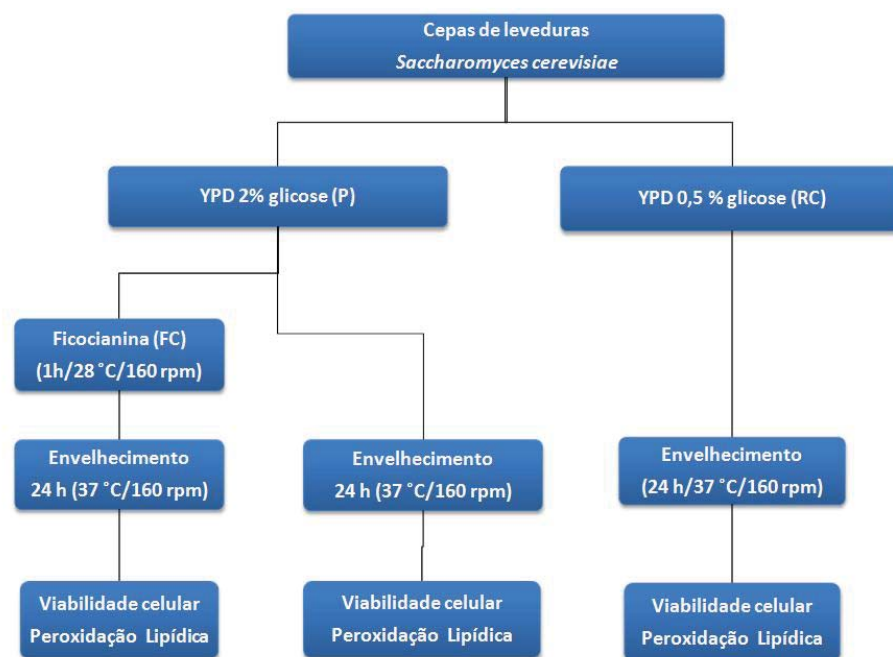 Cepas de leveduras
Saccharomyces cerevisiae
YPD 2% glicose (P)
YPD 0,5 % glicose (RC)
Ficocianina (FC)
(1h/28 ˚C/160 rpm)
Envelhecimento
24 h (37 ˚C/160 rpm)
Envelhecimento
24 h (37 ˚C/160 rpm)
Envelhecimento
(24 h/37 ˚C/160 rpm)
Viabilidade celular
Peroxidação Lipídica
Viabilidade celular
Peroxidação Lipídica
Viabilidade celular
Peroxidação Lipídica